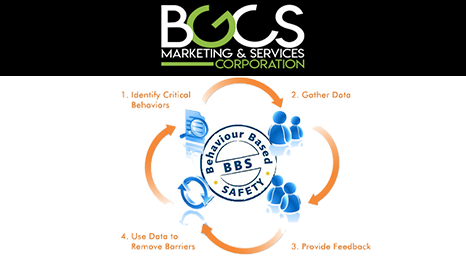 BGCS
MARKETING & SERVICES
CORPORATION
1. Identify Critical
Behaviors
2. Gather Data
Behaviour Based
BBS
SAFETY
4. Use Data to
Remove Barriers
3. Provide Feedback